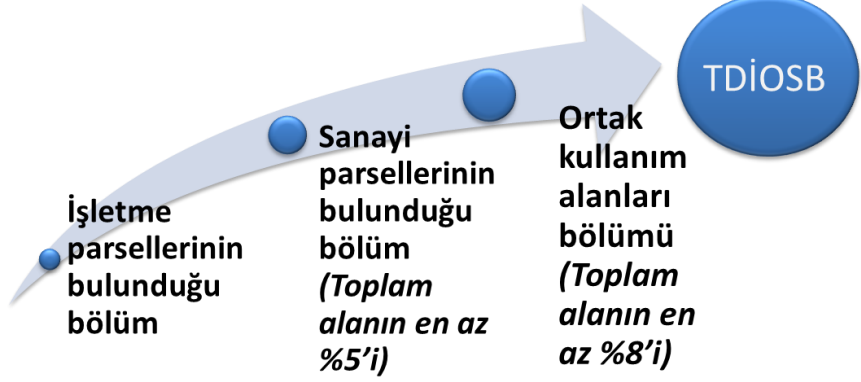 İşletme
parsellerinin
bulunduğu
bölüm
Sanayi
parsellerinin
bulunduğu
bölüm
(Toplam
alanın en az
%5’i)
Ortak
kullanım
alanları
bölümü
(Toplam
alanın en
az %8’i)
TDİOSB